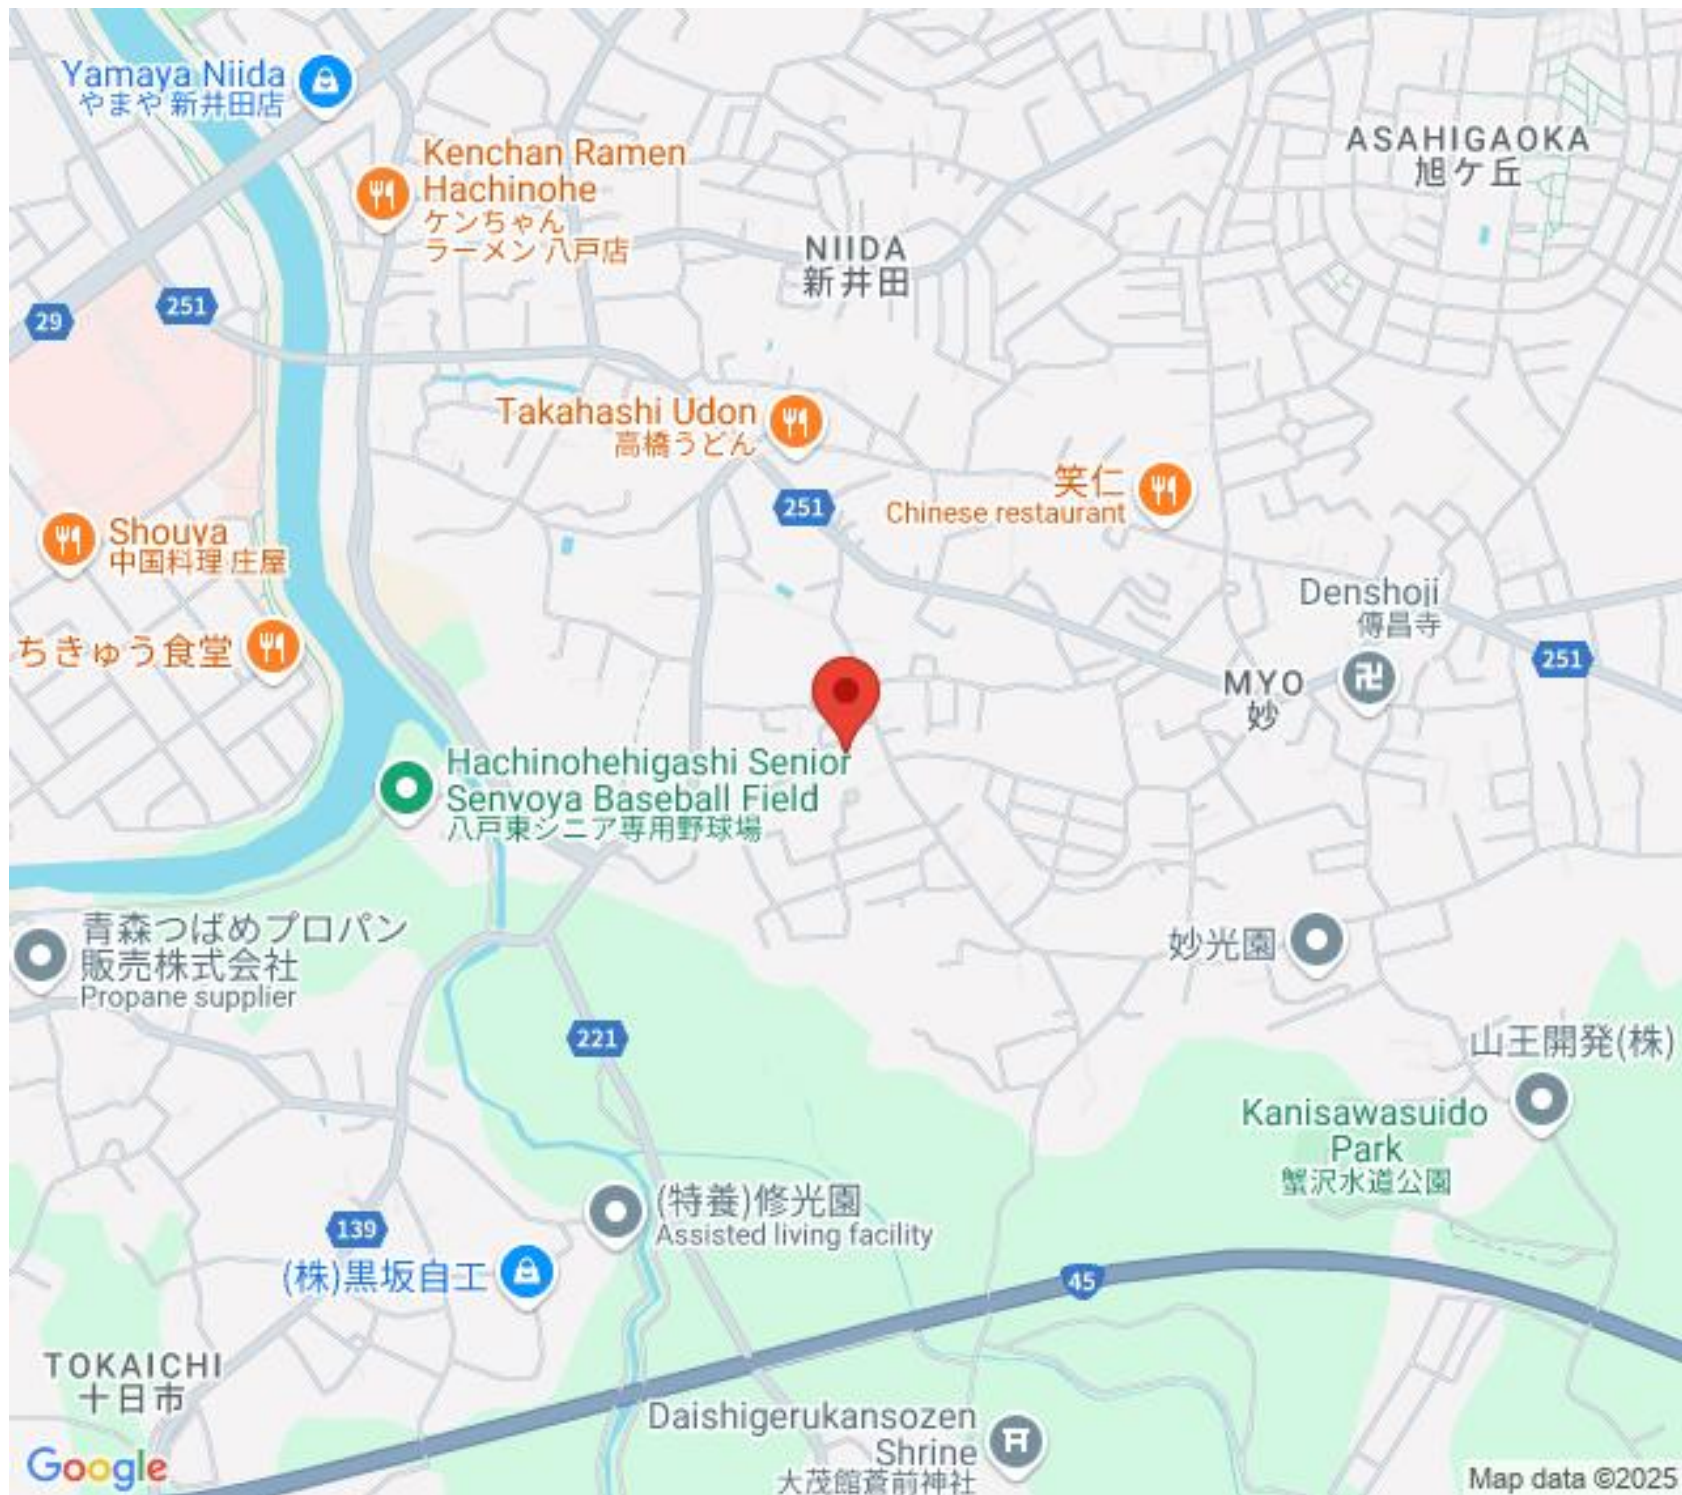 Yamaya Niida
やまや 新井田店
Kenchan Ramen
Hachinohe
ケンちゃん
ラーメン 八戸店
ASAHIGAOKA
旭ケ丘
NIIDA
新井田
29
251
Takahashi Udon
高橋うどん
251
笑仁
Chinese restaurant
Shouya
中国料理 庄屋
ちきゅう食堂
Denshoji
傳昌寺
251
MYO
妙
Hachinohehigashi Senior
Senvoya Baseball Field
八戸東シニア専用野球場
青森つばめプロパン
販売株式会社
Propane supplier
妙光園
221
山王開発(株)
Kanisawasuido
Park
蟹沢水道公園
(特養)修光園
Assisted living facility
139
(株)黒坂自工
45
TOKAICHI
十日市
Daishigerukansozen
Shrine
大茂館蒼前神社
Google
Map data ©2025